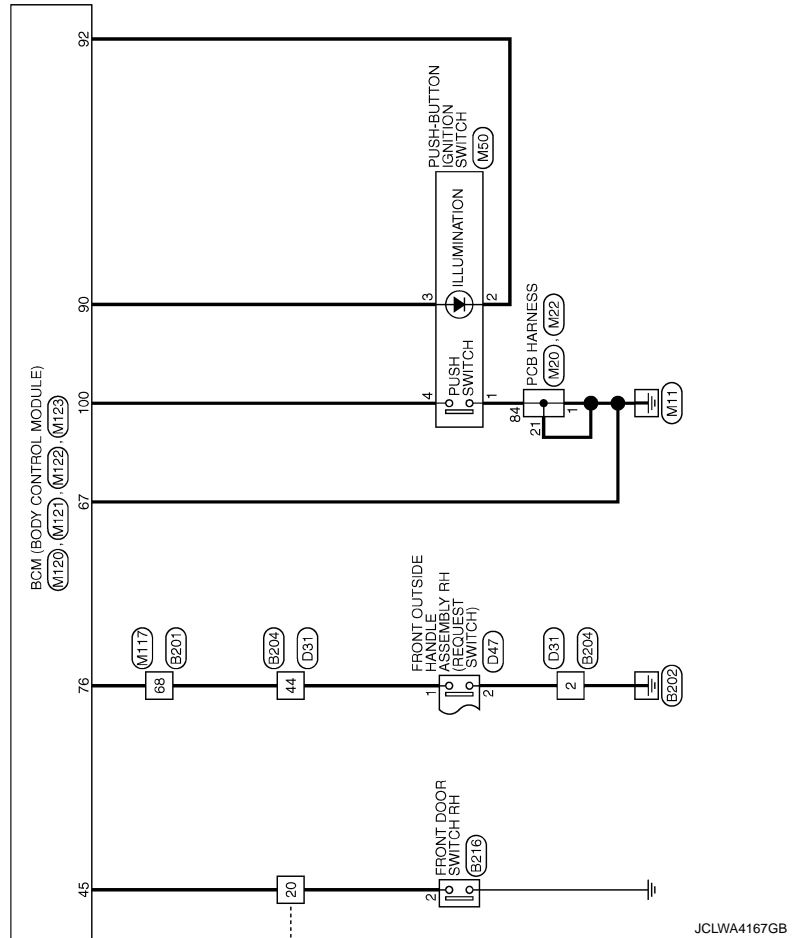 BCM (BODY CONTROL MODULE)
M120 , M121 , M122 , M123
92
90
100
67
76
45
PUSH-BUTTON
IGNITION
SWITCH
M50
3
ILLUMINATION
2
4
PUSH
SWITCH
1
84
PCB HARNESS
M20 , M22
21
1
M11
M117
B201
68
B204
D31
44
FRONT OUTSIDE
HANDLE
ASSEMBLY RH
(REQUEST
SWITCH)
D47
1
2
D31
B204
2
B202
20
FRONT DOOR
SWITCH RH
B216
2
JCLWA4167GB